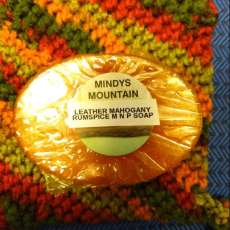 MINDYS
MOUNTAIN
LEATHER MAHOGANY
RUMSPICE M N P SOAP